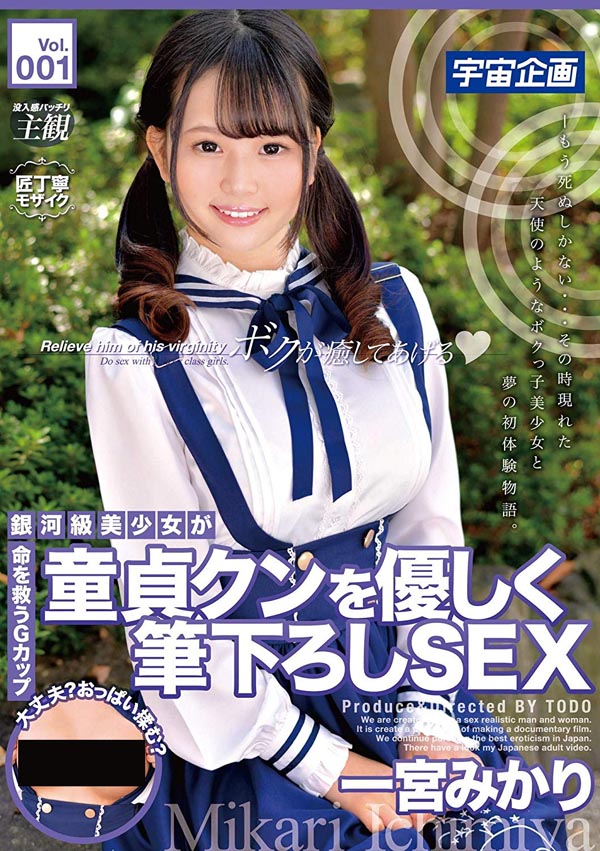 Vol.
001
没入感バッチリ
主観
匠丁寧
モザイク
宇宙企画
―もう死ぬしかない・・・その時現れた
天使のようなボクっ子美少女と
夢の初体験物語。
Relieve him of his virginity
Do sex with
class girls.
ボクが癒してあげる♥
銀河級美少女が
命を救うGカップ
童貞クンを優しく
筆下ろしSEX
大丈夫?おっぱい揉む?
Produce
Directed BY TODO
We are
a sex realistic man and woman.
It is create a
of making a documentary film.
We continue
the best eroticism in Japan.
There have a look my Japanese adult video.
一宮みかり
Mikari Ichimiya